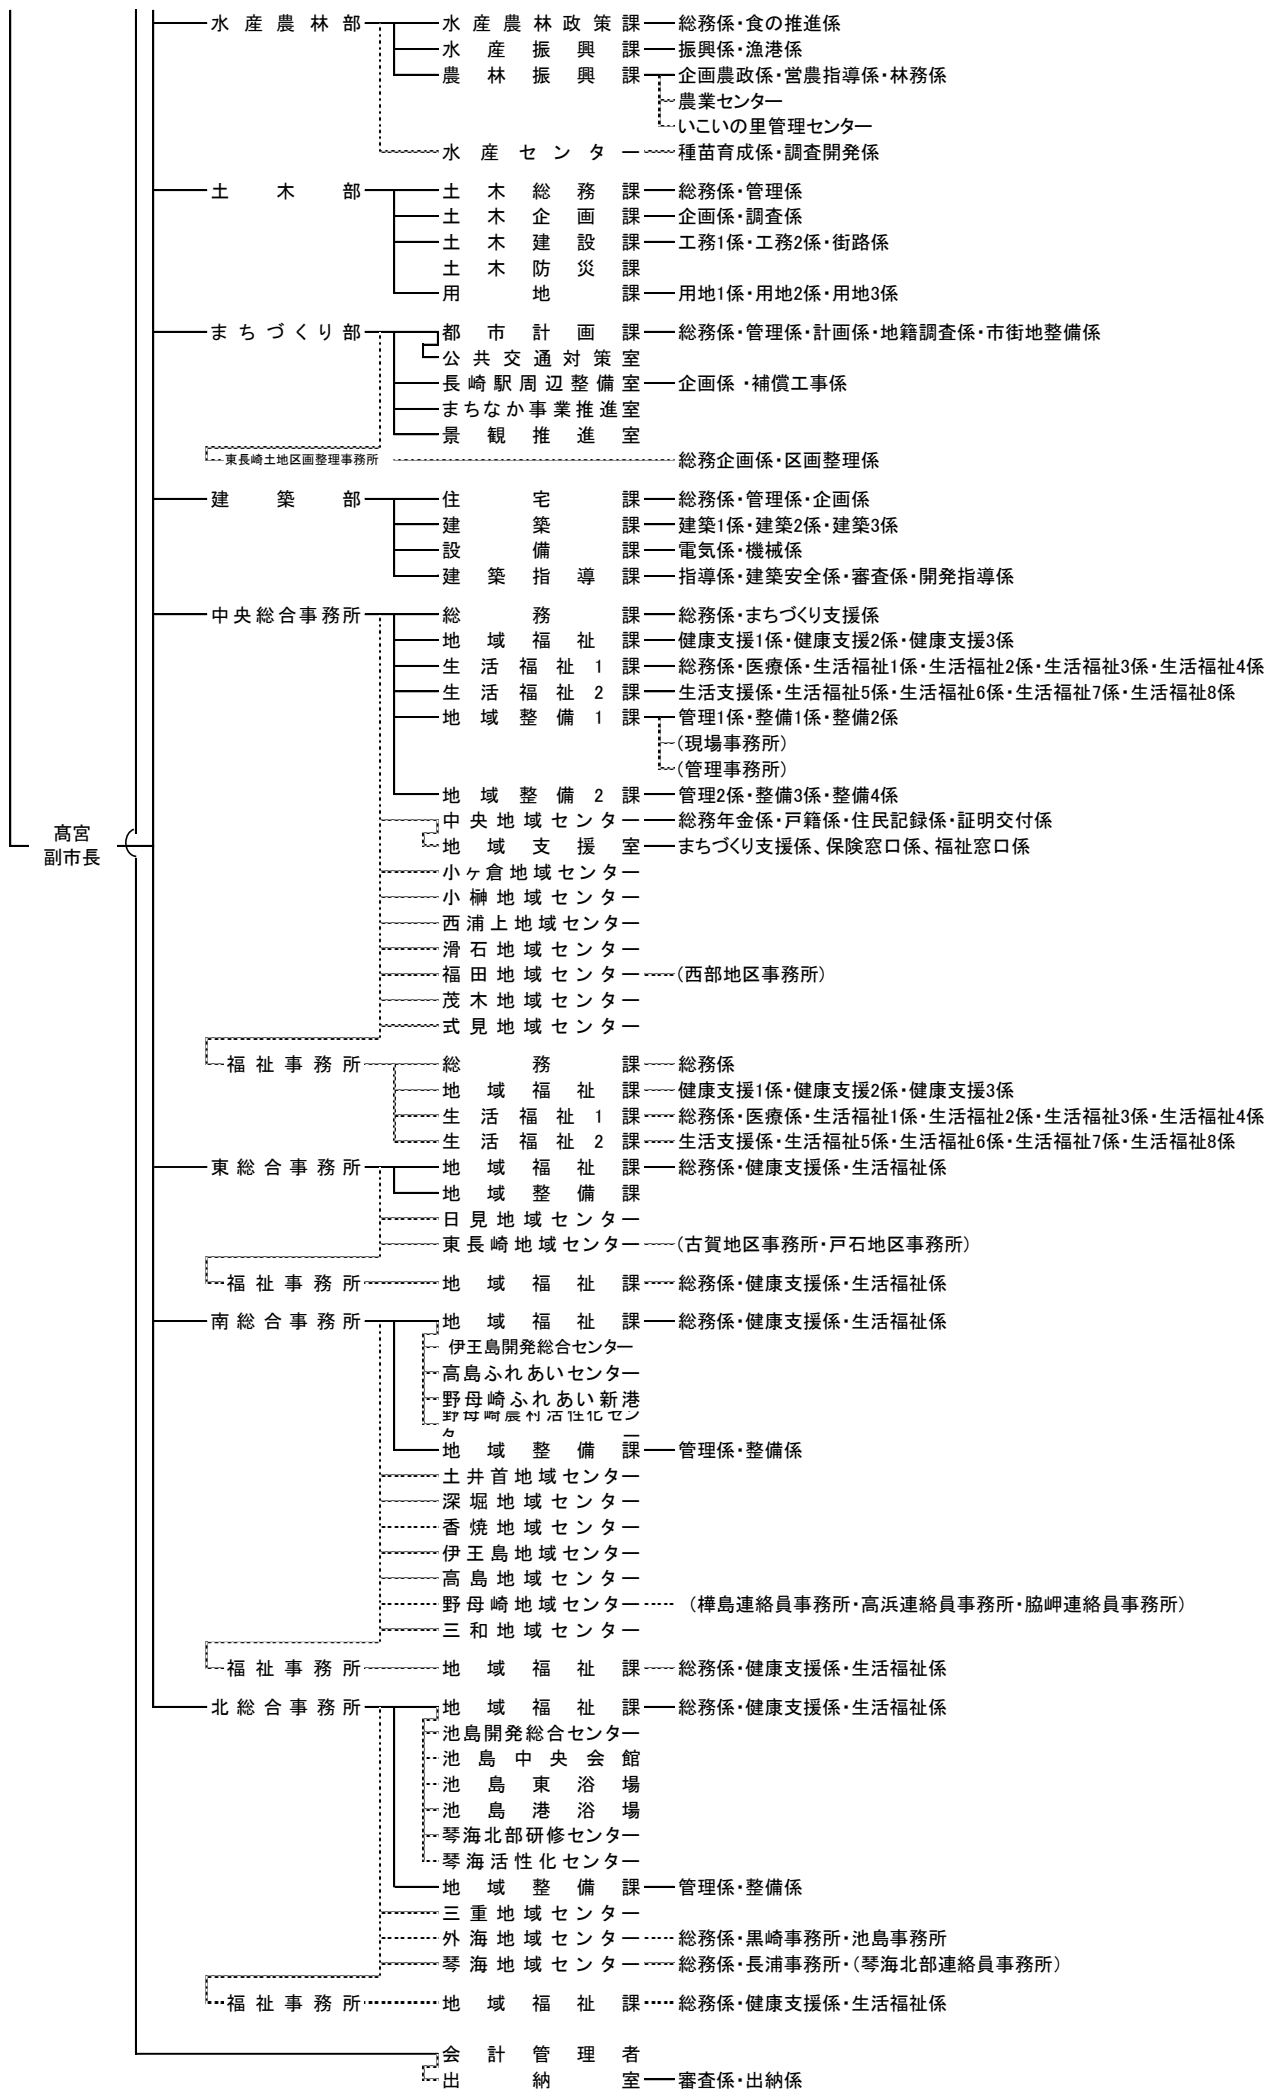 水産農林部 水産農林政策課 総務係・食の推進係
水産振興課 振興係・漁港係
農林振興課 企画農政係・営農指導係・林務係
農業センター
いこいの里管理センター
水産センター 種苗育成係・調査開発係
土木部 土木総務課 総務係・管理係
土木企画課 企画係・調査係
土木建設課 工務1係・工務2係・街路係
土木防災課
用地課 用地1係・用地2係・用地3係
まちづくり部 都市計画課 総務係・管理係・計画係・地籍調査係・市街地整備係
公共交通対策室
長崎駅周辺整備室 企画係・補償工事係
まちなか事業推進室
景観推進室
東長崎土地区画整理事務所 総務企画係・区画整理係
建築部 住宅課 総務係・管理係・企画係
建築課 建築1係・建築2係・建築3係
設備課 電気係・機械係
建築指導課 指導係・建築安全係・審査係・開発指導係
中央総合事務所 総務課 総務係・まちづくり支援係
地域福祉課 健康支援1係・健康支援2係・健康支援3係
生活福祉1課 総務係・医療係・生活福祉1係・生活福祉2係・生活福祉3係・生活福祉4係
生活福祉2課 生活支援係・生活福祉5係・生活福祉6係・生活福祉7係・生活福祉8係
地域整備1課 管理1係・整備1係・整備2係
(現場事務所)
(管理事務所)
地域整備2課 管理2係・整備3係・整備4係
中央地域センター 総務年金係・戸籍係・住民記録係・証明交付係
髙宮
副市長
地域支援室 まちづくり支援係、保険窓口係、福祉窓口係
小ヶ倉地域センター
小榊地域センター
西浦上地域センター
滑石地域センター
福田地域センター (西部地区事務所)
茂木地域センター
式見地域センター
福祉事務所 総務課 総務係
地域福祉課 健康支援1係・健康支援2係・健康支援3係
生活福祉1課 総務係・医療係・生活福祉1係・生活福祉2係・生活福祉3係・生活福祉4係
生活福祉2課 生活支援係・生活福祉5係・生活福祉6係・生活福祉7係・生活福祉8係
東総合事務所 地域福祉課 総務係・健康支援係・生活福祉係
地域整備課
日見地域センター
東長崎地域センター (古賀地区事務所・戸石地区事務所)
福祉事務所 地域福祉課 総務係・健康支援係・生活福祉係
南総合事務所 地域福祉課 総務係・健康支援係・生活福祉係
伊王島開発総合センター
高島ふれあいセンター
野母崎ふれあい新港
野母崎農村活性化センター
地域整備課 管理係・整備係
土井首地域センター
深堀地域センター
香焼地域センター
伊王島地域センター
高島地域センター
野母崎地域センター (樺島連絡員事務所・高浜連絡員事務所・脇岬連絡員事務所)
三和地域センター
福祉事務所 地域福祉課 総務係・健康支援係・生活福祉係
北総合事務所 地域福祉課 総務係・健康支援係・生活福祉係
池島開発総合センター
池島中央会館
池島東浴場
池島港浴場
琴海北部研修センター
琴海活性化センター
地域整備課 管理係・整備係
三重地域センター
外海地域センター 総務係・黒崎事務所・池島事務所
琴海地域センター 総務係・長浦事務所・(琴海北部連絡員事務所)
福祉事務所 地域福祉課 総務係・健康支援係・生活福祉係
会計管理者
出納室 審査係・出納係